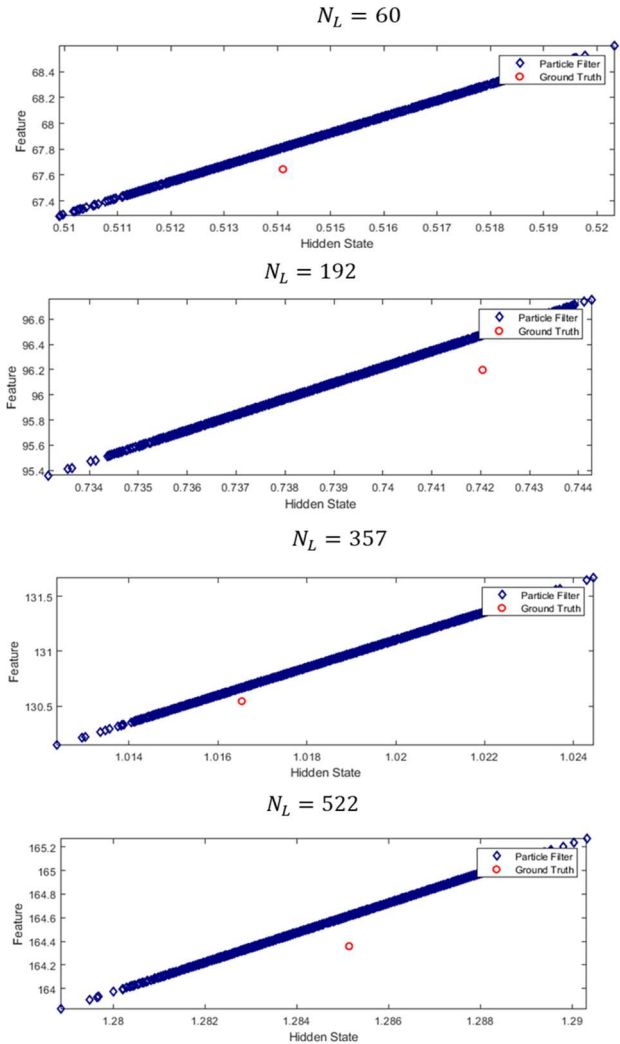 N_L = 60
Particle Filter
Ground Truth
68.4
68.2
68
67.8
67.6
67.4
Feature
0.51 0.511 0.512 0.513 0.514 0.515 0.516 0.517 0.518 0.519 0.52
Hidden State
N_L = 192
Particle Filter
Ground Truth
96.6
96.4
96.2
96
95.8
95.6
95.4
Feature
0.734 0.735 0.736 0.737 0.738 0.739 0.74 0.741 0.742 0.743 0.744
Hidden State
N_L = 357
Particle Filter
Ground Truth
131.5
131
130.5
Feature
1.014 1.016 1.018 1.02 1.022 1.024
Hidden State
N_L = 522
Particle Filter
Ground Truth
165.2
165
164.8
164.6
164.4
164.2
164
Feature
1.28 1.282 1.284 1.286 1.288 1.29
Hidden State